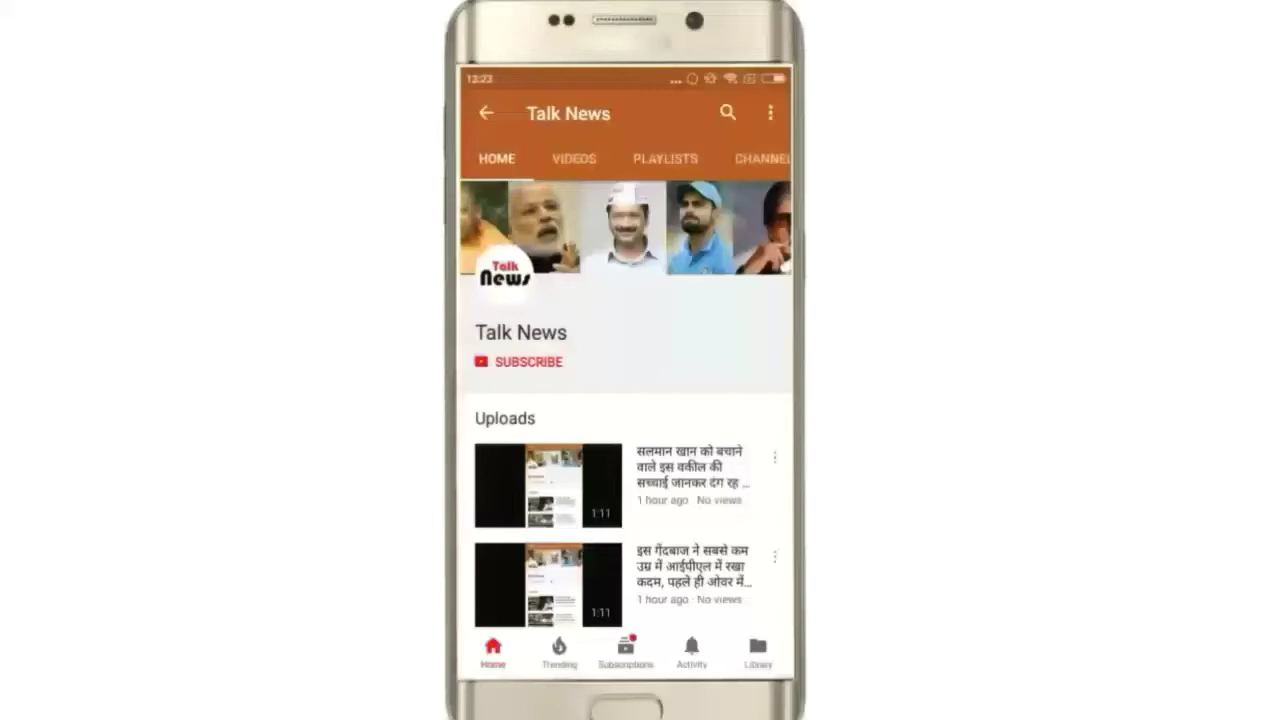 12:23
Talk News
HOME VIDEOS PLAYLISTS CHANNEL
Talk
News
Talk News
SUBSCRIBE
Uploads
सलमान खान को बचाने
वाले इस वकील की
सच्चाई जानकर दंग रह ...
1 hour ago · No views
1:11
इस गेंदबाज ने सबसे कम
उम्र में आईपीएल में रखा
कदम, पहले ही ओवर में...
1 hour ago · No views
1:11
Home Trending Subscriptions Activity Library